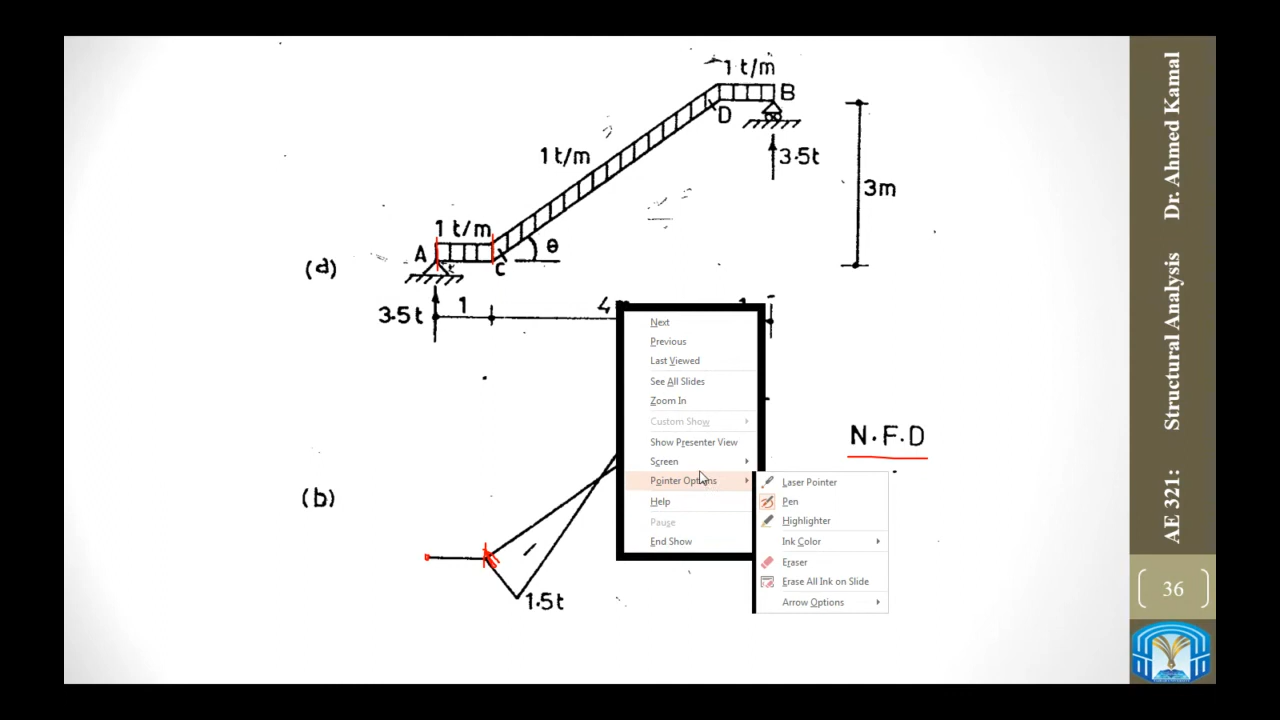 1 t/m
B
D
1 t/m
3.5t
3m
1 t/m
A
θ
C
(a)
3.5t
1
4
N.F.D
(b)
1.5t
Next
Previous
Last Viewed
See All Slides
Zoom In
Custom Show
Show Presenter View
Screen
Pointer Options
Help
Pause
End Show
Laser Pointer
Pen
Highlighter
Ink Color
Eraser
Erase All Ink on Slide
Arrow Options
AE 321: Structural Analysis Dr. Ahmed Kamal
36